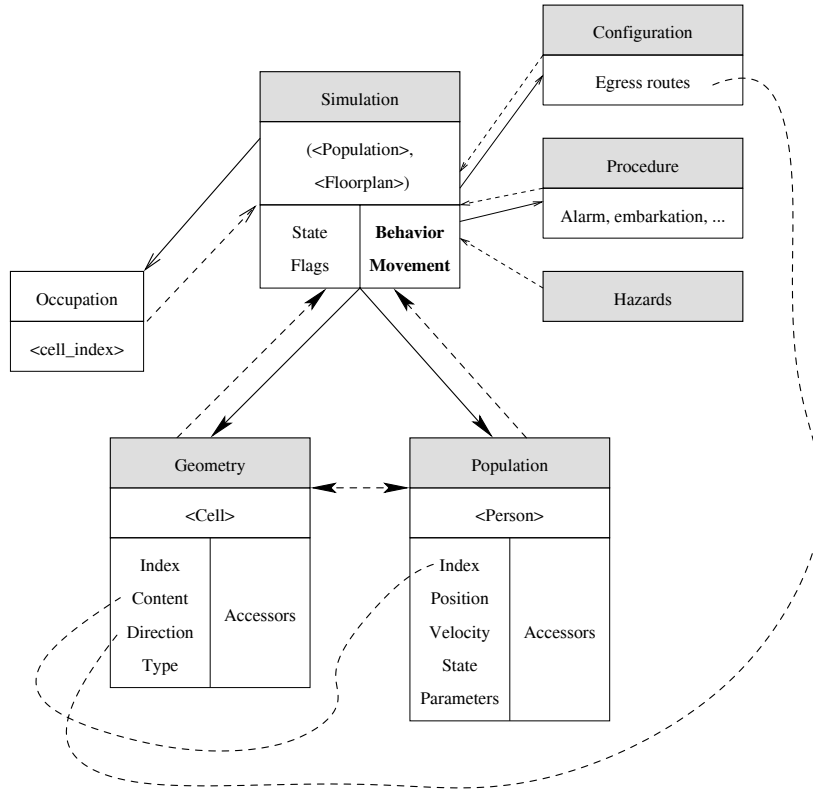 Configuration
Egress routes
Simulation
(<Population>,
<Floorplan>)
State
Flags
Behavior
Movement
Procedure
Alarm, embarkation, ...
Hazards
Occupation
<cell_index>
Geometry
<Cell>
Index
Content
Direction
Type
Accessors
Population
<Person>
Index
Position
Velocity
State
Parameters
Accessors